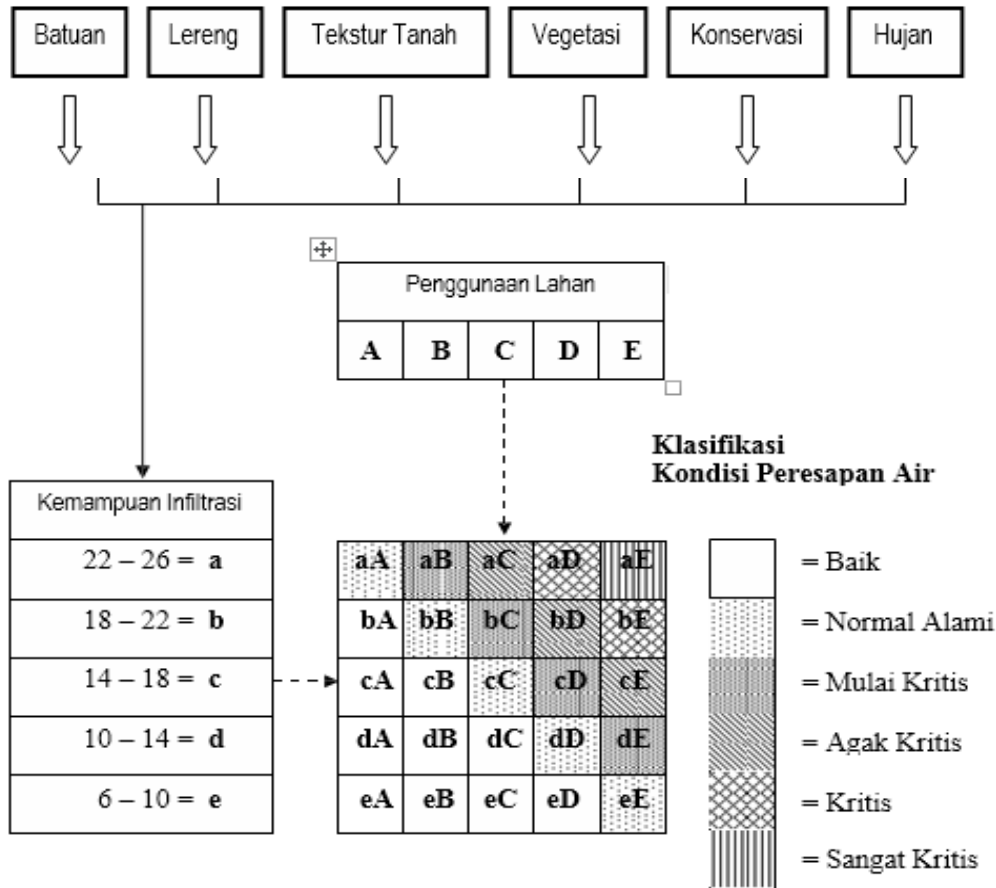 Batuan
Lereng
Tekstur Tanah
Vegetasi
Konservasi
Hujan
Penggunaan Lahan
A B C D E
Klasifikasi
Kondisi Peresapan Air
Kemampuan Infiltrasi
22 – 26 = a
18 – 22 = b
14 – 18 = c
10 – 14 = d
6 – 10 = e
aA aB aC aD aE
bA bB bC bD bE
cA cB cC cD cE
dA dB dC dD dE
eA eB eC eD eE
= Baik
= Normal Alami
= Mulai Kritis
= Agak Kritis
= Kritis
= Sangat Kritis